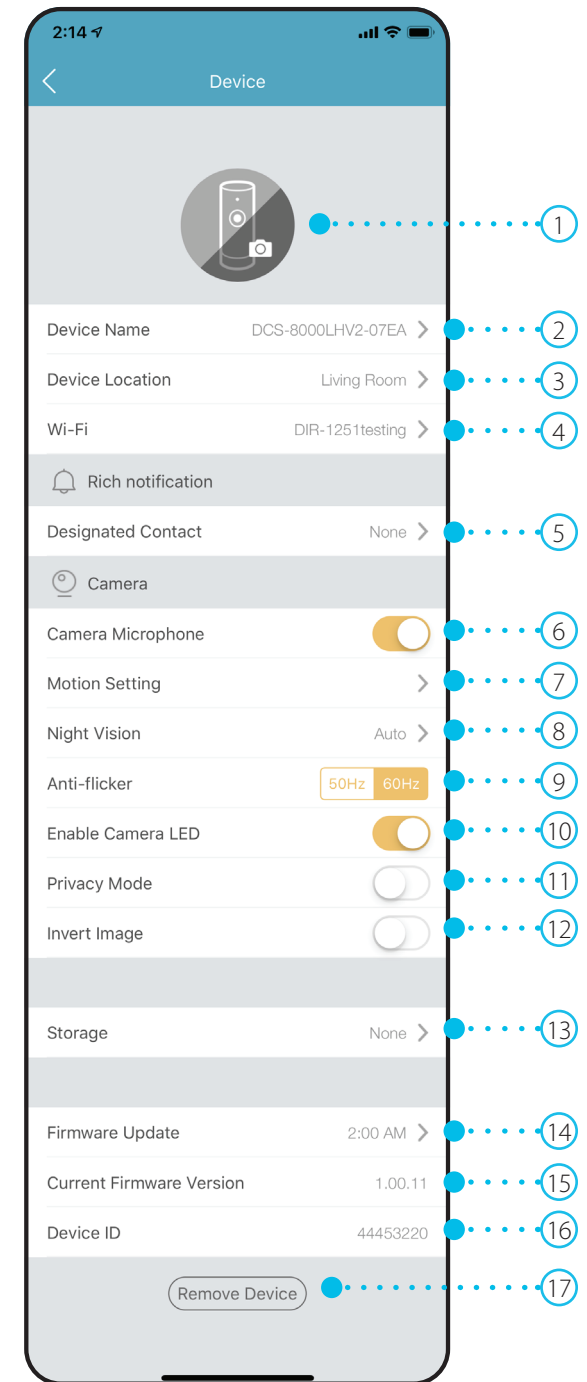 2:14
Device
1
Device Name DCS-8000LHV2-07EA 2
Device Location Living Room 3
Wi-Fi DIR-1251testing 4
Rich notification
Designated Contact None 5
Camera
Camera Microphone 6
Motion Setting 7
Night Vision Auto 8
Anti-flicker 50Hz 60Hz 9
Enable Camera LED 10
Privacy Mode 11
Invert Image 12
Storage None 13
Firmware Update 2:00 AM 14
Current Firmware Version 1.00.11 15
Device ID 44453220 16
Remove Device 17